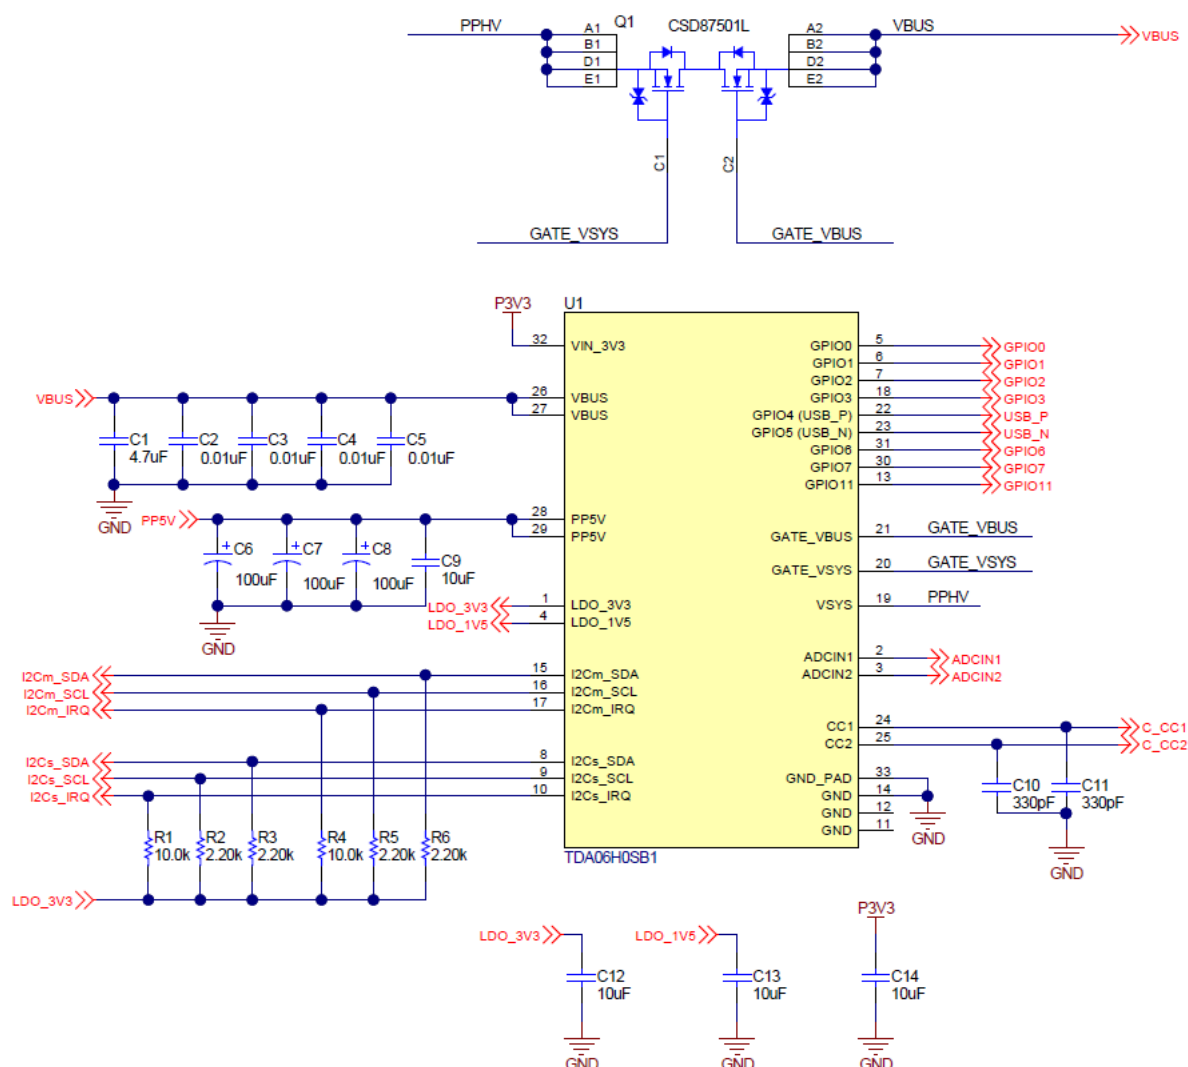 PPHV
Q1
CSD87501L
VBUS
A1
A2
VBUS
B1
B2
D1
D2
E1
E2
C1
C2
GATE_VSYS
GATE_VBUS
P3V3
U1
32 VIN_3V3
GPIO0 5 GPIO0
GPIO1 6 GPIO1
GPIO2 7 GPIO2
VBUS
26 VBUS
GPIO3 18 GPIO3
27 VBUS
GPIO4 (USB_P) 22 USB_P
GPIO5 (USB_N) 23 USB_N
C1 C2 C3 C4 C5
4.7uF 0.01uF 0.01uF 0.01uF 0.01uF
GPIO6 31 GPIO6
GPIO7 30 GPIO7
GPIO11 13 GPIO11
GND
PP5V
28 PP5V
29 PP5V
GATE_VBUS 21 GATE_VBUS
C6 C7 C8 C9
100uF 100uF 100uF 10uF
GATE_VSYS 20 GATE_VSYS
LDO_3V3 1 LDO_3V3
VSYS 19 PPHV
LDO_1V5 4 LDO_1V5
GND
ADCIN1 2 ADCIN1
I2Cm_SDA 15 I2Cm_SDA
ADCIN2 3 ADCIN2
I2Cm_SCL 16 I2Cm_SCL
I2Cm_IRQ 17 I2Cm_IRQ
CC1 24 C_CC1
CC2 25 C_CC2
I2Cs_SDA 8 I2Cs_SDA
I2Cs_SCL 9 I2Cs_SCL
GND_PAD 33
I2Cs_IRQ 10 I2Cs_IRQ
GND 14
C10 C11
330pF 330pF
GND 12
GND
GND 11
R1 R2 R3 R4 R5 R6
10.0k 2.20k 2.20k 10.0k 2.20k 2.20k
TDA06H0SB1
GND
LDO_3V3
P3V3
LDO_3V3
LDO_1V5
C12 C13 C14
10uF 10uF 10uF
GND GND GND